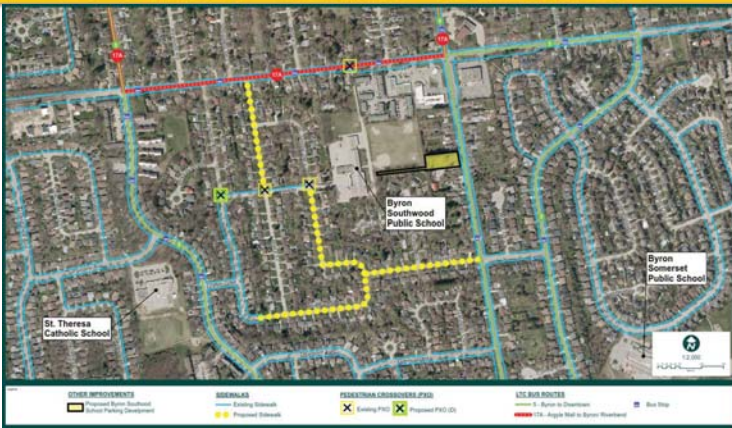 17A
17A
17A
Byron
Southwood
Public School
Byron
Somerset
Public School
St. Theresa
Catholic School
OTHER IMPROVEMENTS
Proposed Byron Southwood
School Parking Development
SIDEWALKS
Existing Sidewalk
Proposed Sidewalk
PEDESTRIAN CROSSOVERS (PXO)
Existing PXO
Proposed PXO (D)
LTC BUS ROUTES
5 - Byron to Downtown
17A - Argyle Mall to Byron/ Riverbend
Bus Stop